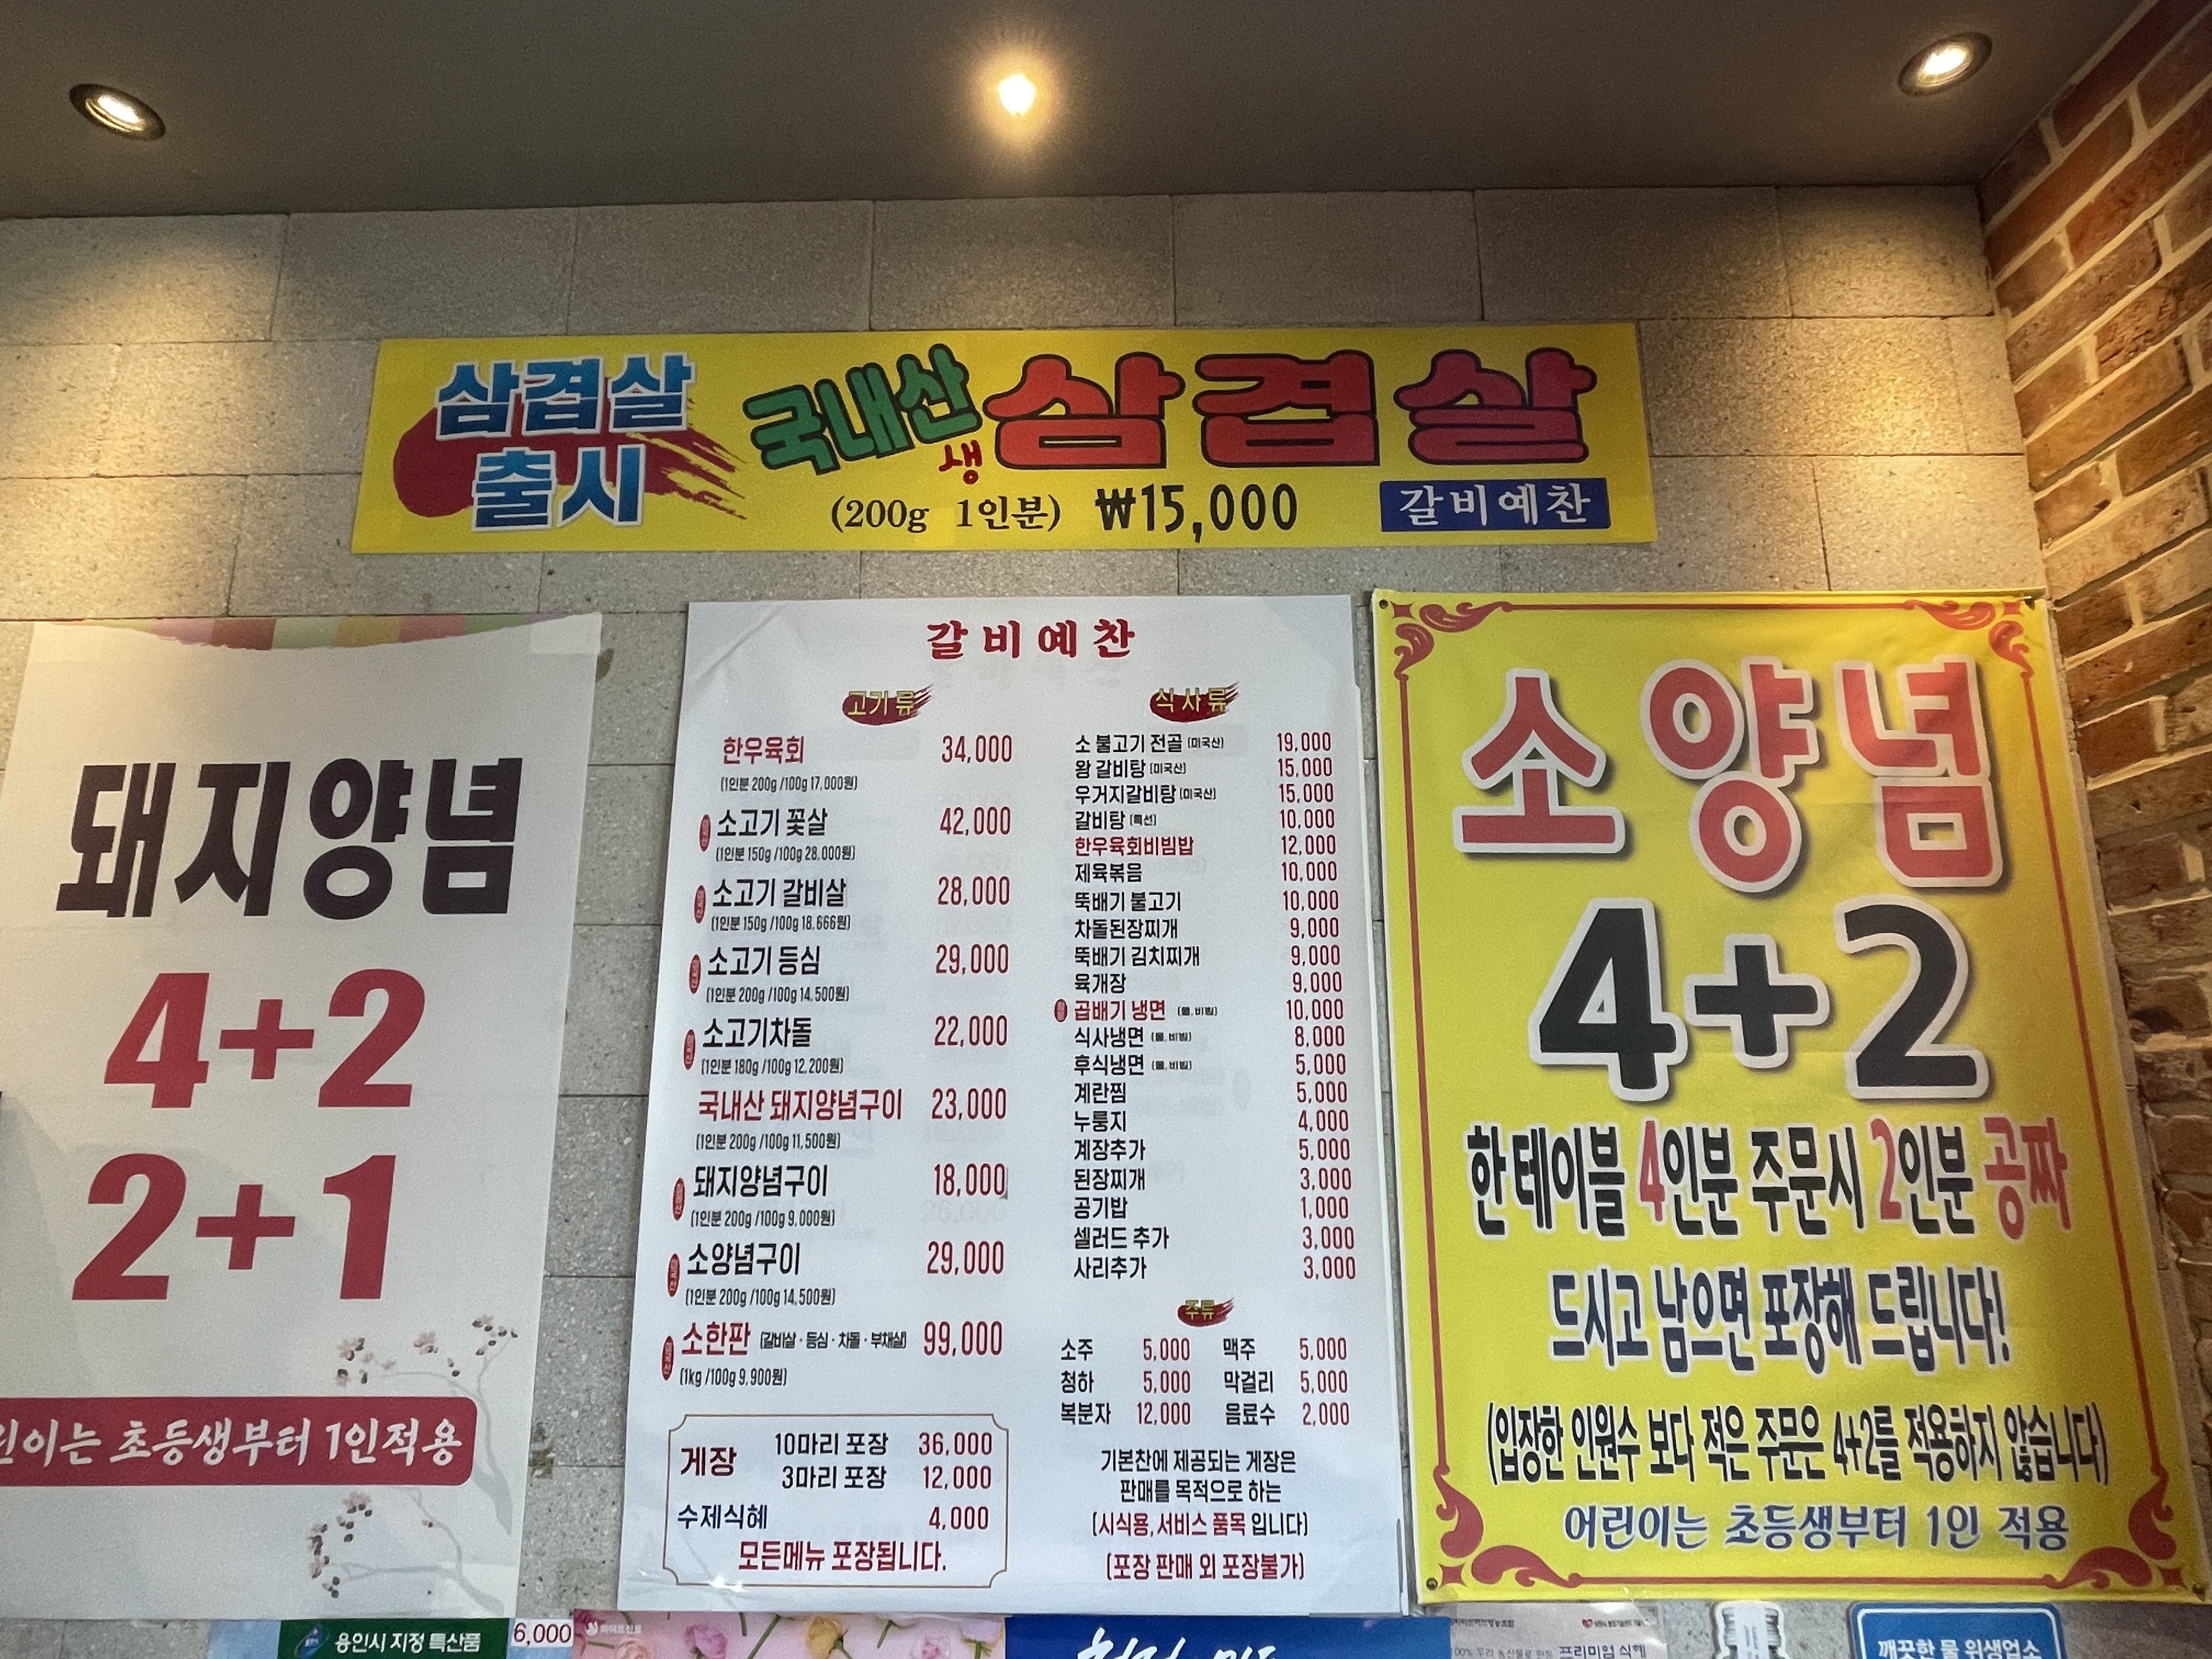 삼겹살
출시
국내산
생
삼겹살
(200g 1인분) ₩15,000
갈비예찬
돼지양념
4+2
2+1
린이는 초등생부터 1인적용
갈비예찬
고기류
한우육회 34,000
(1인분 200g /100g 17,000원)
소고기 꽃살 42,000
(1인분 150g /100g 28,000원)
소고기 갈비살 28,000
(1인분 150g /100g 18,666원)
소고기 등심 29,000
(1인분 200g /100g 14,500원)
소고기차돌 22,000
(1인분 180g /100g 12,200원)
국내산 돼지양념구이 23,000
(1인분 200g /100g 11,500원)
돼지양념구이 18,000
(1인분 200g /100g 9,000원)
소양념구이 29,000
(1인분 200g /100g 14,500원)
소한판 (갈비살·등심·차돌·부채살) 99,000
(1kg /100g 9,900원)
게장 10마리 포장 36,000
3마리 포장 12,000
수제식혜 4,000
모든메뉴 포장됩니다.
식사류
소 불고기 전골 (미국산) 19,000
왕 갈비탕 (미국산) 15,000
우거지갈비탕 (미국산) 15,000
갈비탕 (특선) 10,000
한우육회비빔밥 12,000
제육볶음 10,000
뚝배기 불고기 10,000
차돌된장찌개 9,000
뚝배기 김치찌개 9,000
육개장 9,000
곱배기 냉면 (물,비빔) 10,000
식사냉면 (물,비빔) 8,000
후식냉면 (물,비빔) 5,000
계란찜 5,000
누룽지 4,000
계장추가 5,000
된장찌개 3,000
공기밥 1,000
셀러드 추가 3,000
사리추가 3,000
주류
소주 5,000 맥주 5,000
청하 5,000 막걸리 5,000
복분자 12,000 음료수 2,000
기본찬에 제공되는 게장은
판매를 목적으로 하는
(시식용, 서비스 품목 입니다)
(포장 판매 외 포장불가)
소양념
4+2
한테이블 4인분 주문시 2인분 공짜
드시고 남으면 포장해 드립니다!
(입장한 인원수 보다 적은 주문은 4+2를 적용하지 않습니다)
어린이는 초등생부터 1인 적용
용인시 지정 특산품
6,000
하이트진로
프리미엄 식혜
깨끗한 물 위생업소